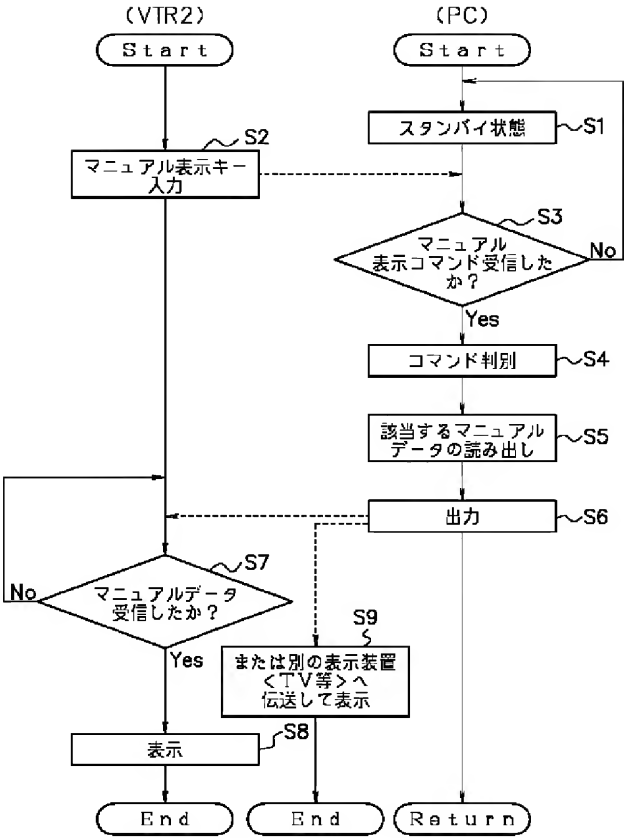 (VTR2)
(PC)
Start
Start
スタンバイ状態
S1
S2
マニュアル表示キー
入力
S3
マニュアル
表示コマンド受信した
か?
No
Yes
コマンド判別
S4
該当するマニュアル
データの読み出し
S5
出力
S6
S7
マニュアルデータ
受信したか?
No
Yes
S9
または別の表示装置
<TV等>へ
伝送して表示
S8
表示
End
End
Return